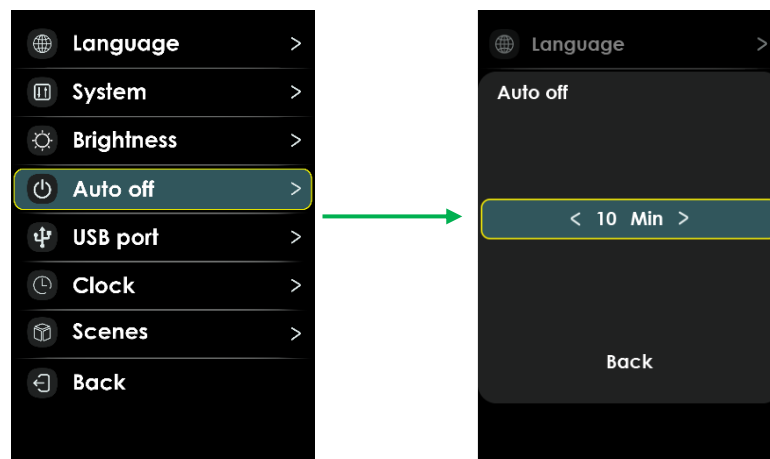 Language >
System >
Brightness >
Auto off >
USB port >
Clock >
Scenes >
Back
Language >
Auto off
< 10 Min >
Back